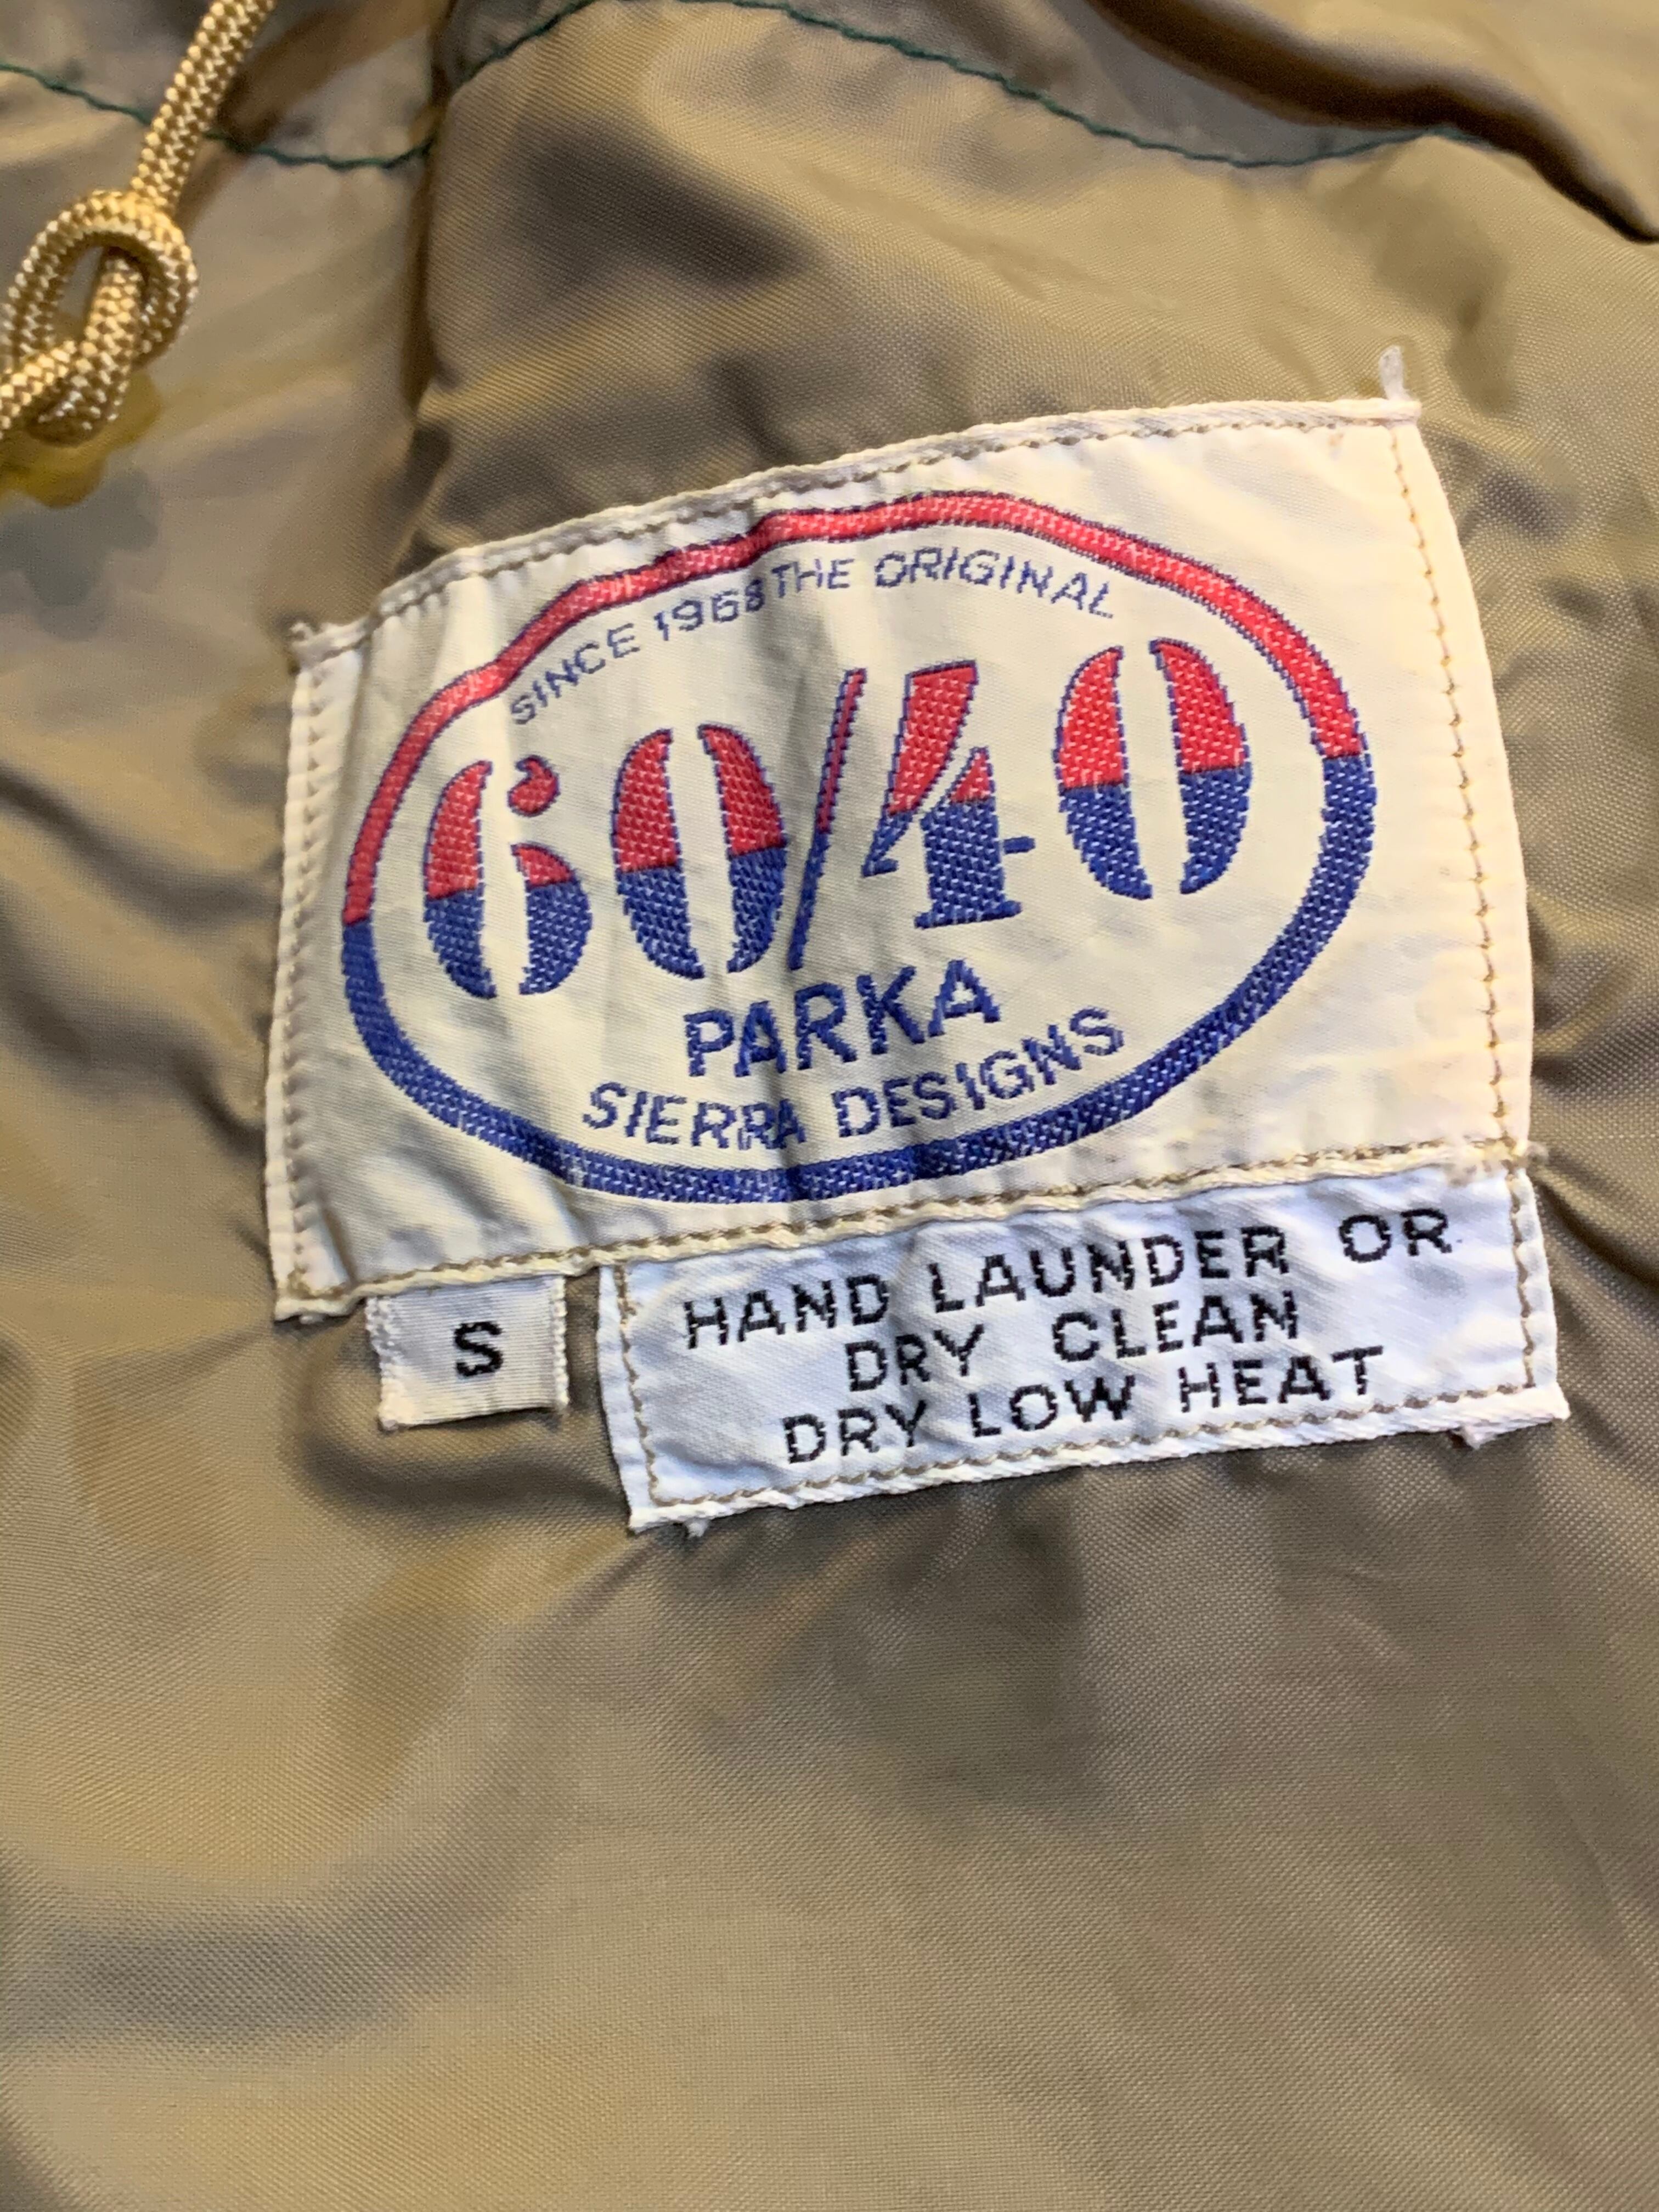 SINCE 1968 THE ORIGINAL
60/40
PARKA
SIERRA DESIGNS
S
HAND LAUNDER OR
DRY CLEAN
DRY LOW HEAT